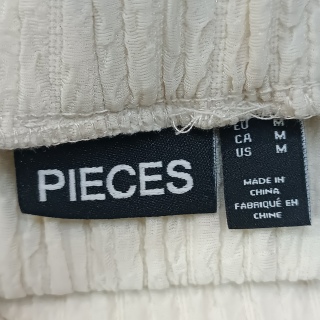 PIECES
EU M
CA M
US M
MADE IN
CHINA
FABRIQUÉ EN
CHINE